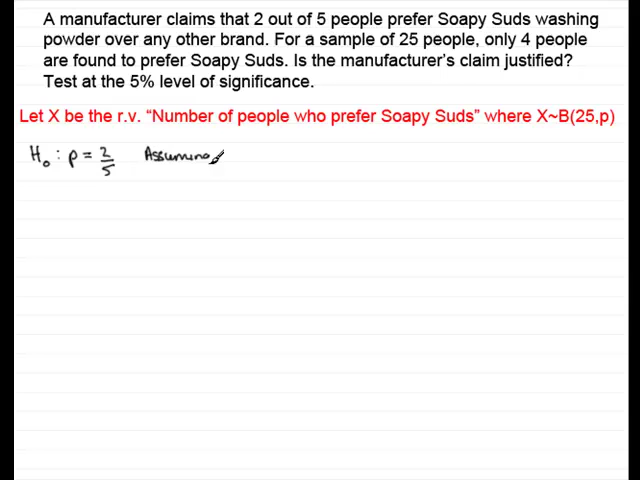 A manufacturer claims that 2 out of 5 people prefer Soapy Suds washing
powder over any other brand. For a sample of 25 people, only 4 people
are found to prefer Soapy Suds. Is the manufacturer's claim justified?
Test at the 5% level of significance.
Let X be the r.v. “Number of people who prefer Soapy Suds” where X~B(25,p)
H₀ : p = 2/5 Assuming